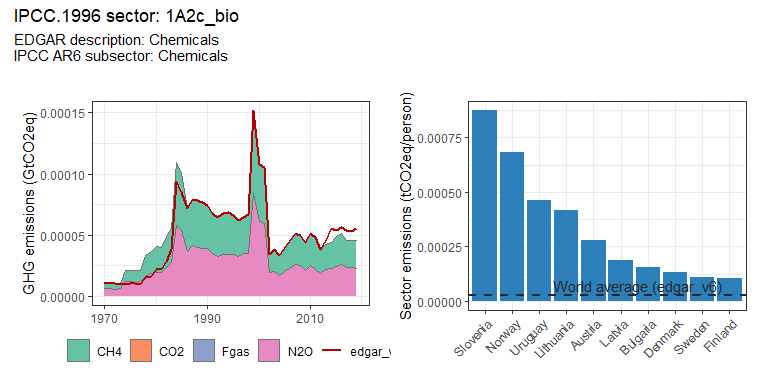 IPCC.1996 sector: 1A2c_bio
EDGAR description: Chemicals
IPCC AR6 subsector: Chemicals
GHG emissions (GtCO2eq)
0.00015
0.00010
0.00005
0.00000
1970
1990
2010
CH4
CO2
Fgas
N2O
edgar_v
Sector emissions (tCO2eq/person)
0.00075
0.00050
0.00025
0.00000
World average (edgar_v6)
Slovenia
Norway
Uruguay
Lithuania
Austria
Latvia
Bulgaria
Denmark
Sweden
Finland